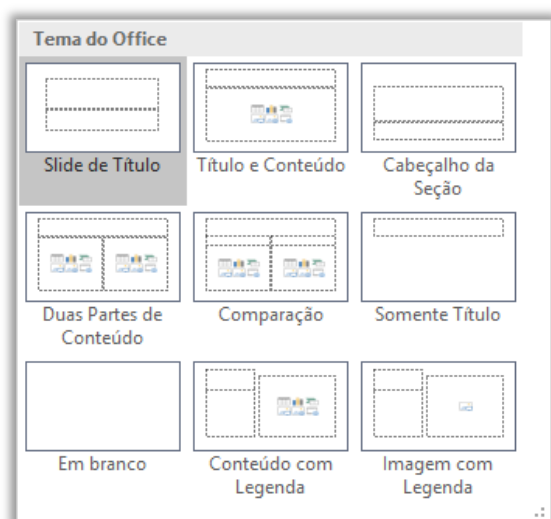 Tema do Office
Slide de Título
Título e Conteúdo
Cabeçalho da
Seção
Duas Partes de
Conteúdo
Comparação
Somente Título
Em branco
Conteúdo com
Legenda
Imagem com
Legenda